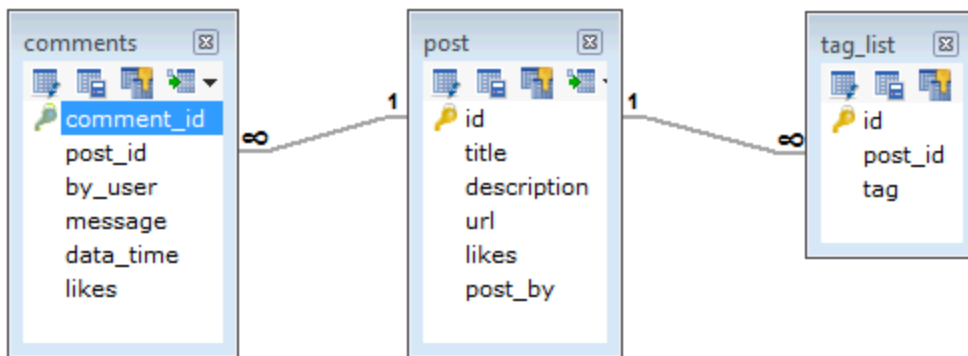 comments
comment_id
post_id
by_user
message
data_time
likes
∞
1
post
id
title
description
url
likes
post_by
1
∞
tag_list
id
post_id
tag